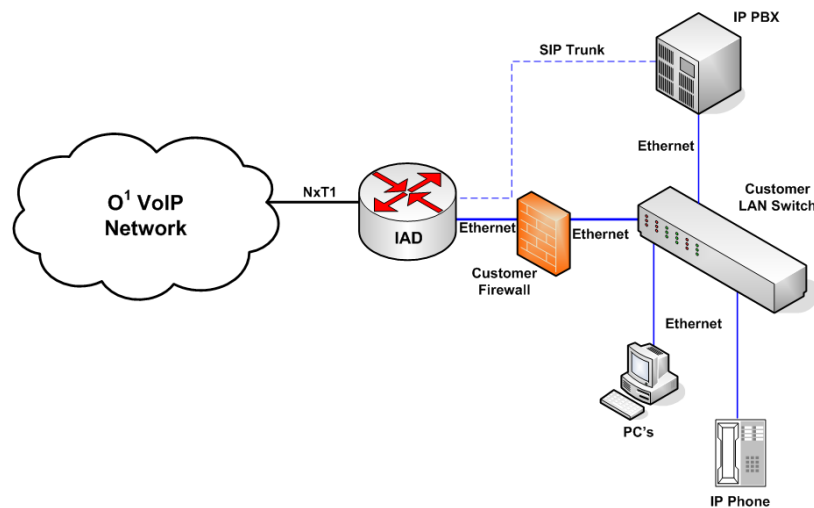 IP PBX
SIP Trunk
Ethernet
NxT1
O¹ VoIP
Network
Customer
LAN Switch
IAD
Ethernet
Ethernet
Customer
Firewall
Ethernet
PC's
IP Phone